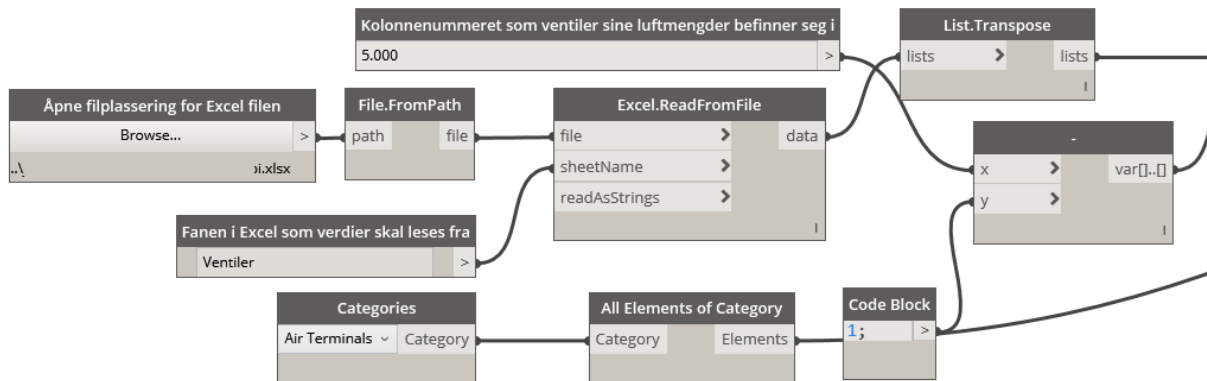 Kolonnenummeret som ventiler sine luftmengder befinner seg i
5.000 >
List.Transpose
lists > lists
Åpne filplassering for Excel filen
Browse... >
..\ i.xlsx
File.FromPath
path file
Excel.ReadFromFile
file > data
sheetName >
readAsStrings >
-
x > var[]..[]
y >
Fanen i Excel som verdier skal leses fra
Ventiler >
Categories
Air Terminals Category
All Elements of Category
Category Elements
Code Block
1; >